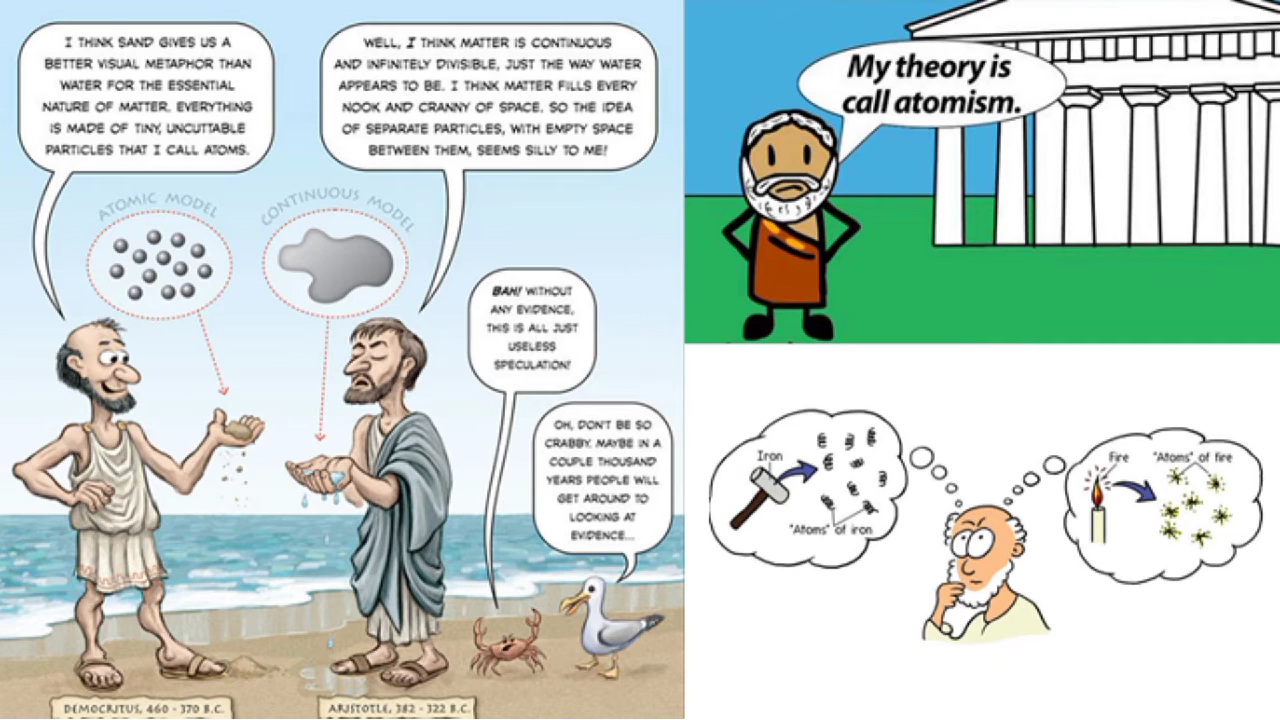 I THINK SAND GIVES US A
BETTER VISUAL METAPHOR THAN
WATER FOR THE ESSENTIAL
NATURE OF MATTER. EVERYTHING
IS MADE OF TINY, UNCUTTABLE
PARTICLES THAT I CALL ATOMS.
WELL, I THINK MATTER IS CONTINUOUS
AND INFINITELY DIVISIBLE, JUST THE WAY WATER
APPEARS TO BE. I THINK MATTER FILLS EVERY
NOOK AND CRANNY OF SPACE. SO THE IDEA
OF SEPARATE PARTICLES, WITH EMPTY SPACE
BETWEEN THEM, SEEMS SILLY TO ME!
ATOMIC MODEL
CONTINUOUS MODEL
BAH! WITHOUT
ANY EVIDENCE,
THIS IS ALL JUST
USELESS
SPECULATION!
OH, DON'T BE SO
CRABBY. MAYBE IN A
COUPLE THOUSAND
YEARS PEOPLE WILL
GET AROUND TO
LOOKING AT
EVIDENCE...
DEMOCRITUS, 460 - 370 B.C.
ARISTOTLE, 382 - 322 B.C.
My theory is
call atomism.
Iron
"Atoms" of iron
Fire
"Atoms" of fire